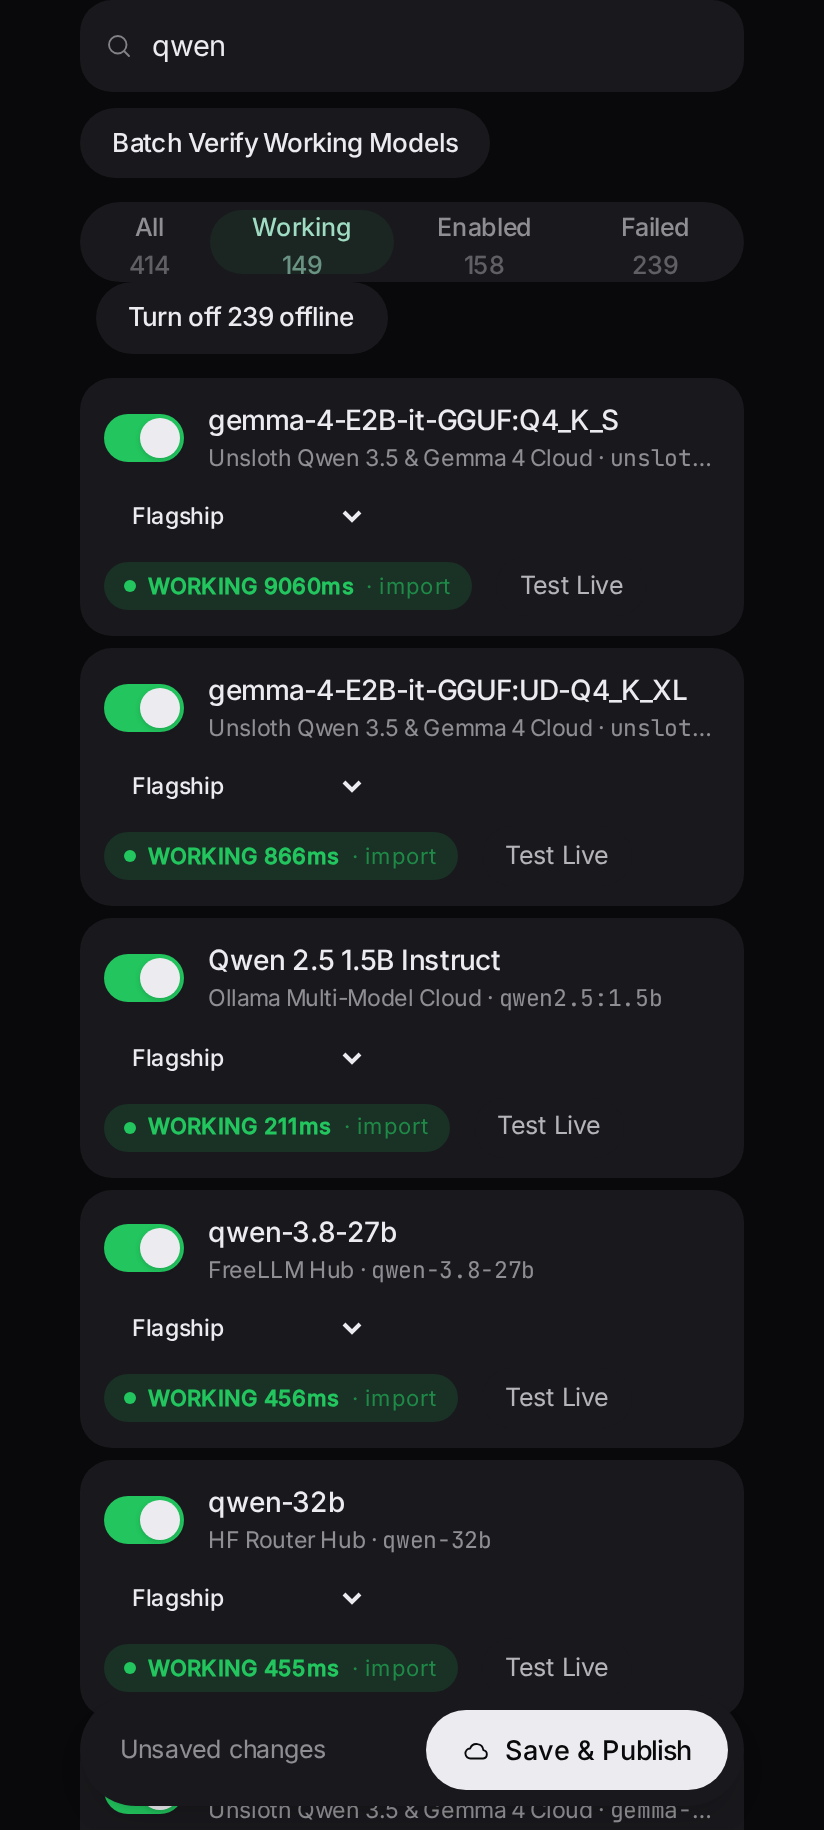 qwen
Batch Verify Working Models
All Working Enabled Failed
414 149 158 239
Turn off 239 offline
gemma-4-E2B-it-GGUF:Q4_K_S
Unsloth Qwen 3.5 & Gemma 4 Cloud · unslot...
Flagship
WORKING 9060ms · import Test Live
gemma-4-E2B-it-GGUF:UD-Q4_K_XL
Unsloth Qwen 3.5 & Gemma 4 Cloud · unslot...
Flagship
WORKING 866ms · import Test Live
Qwen 2.5 1.5B Instruct
Ollama Multi-Model Cloud · qwen2.5:1.5b
Flagship
WORKING 211ms · import Test Live
qwen-3.8-27b
FreeLLM Hub · qwen-3.8-27b
Flagship
WORKING 456ms · import Test Live
qwen-32b
HF Router Hub · qwen-32b
Flagship
WORKING 455ms · import Test Live
Unsaved changes Save & Publish
Unsloth Qwen 3.5 & Gemma 4 Cloud · gemma-...